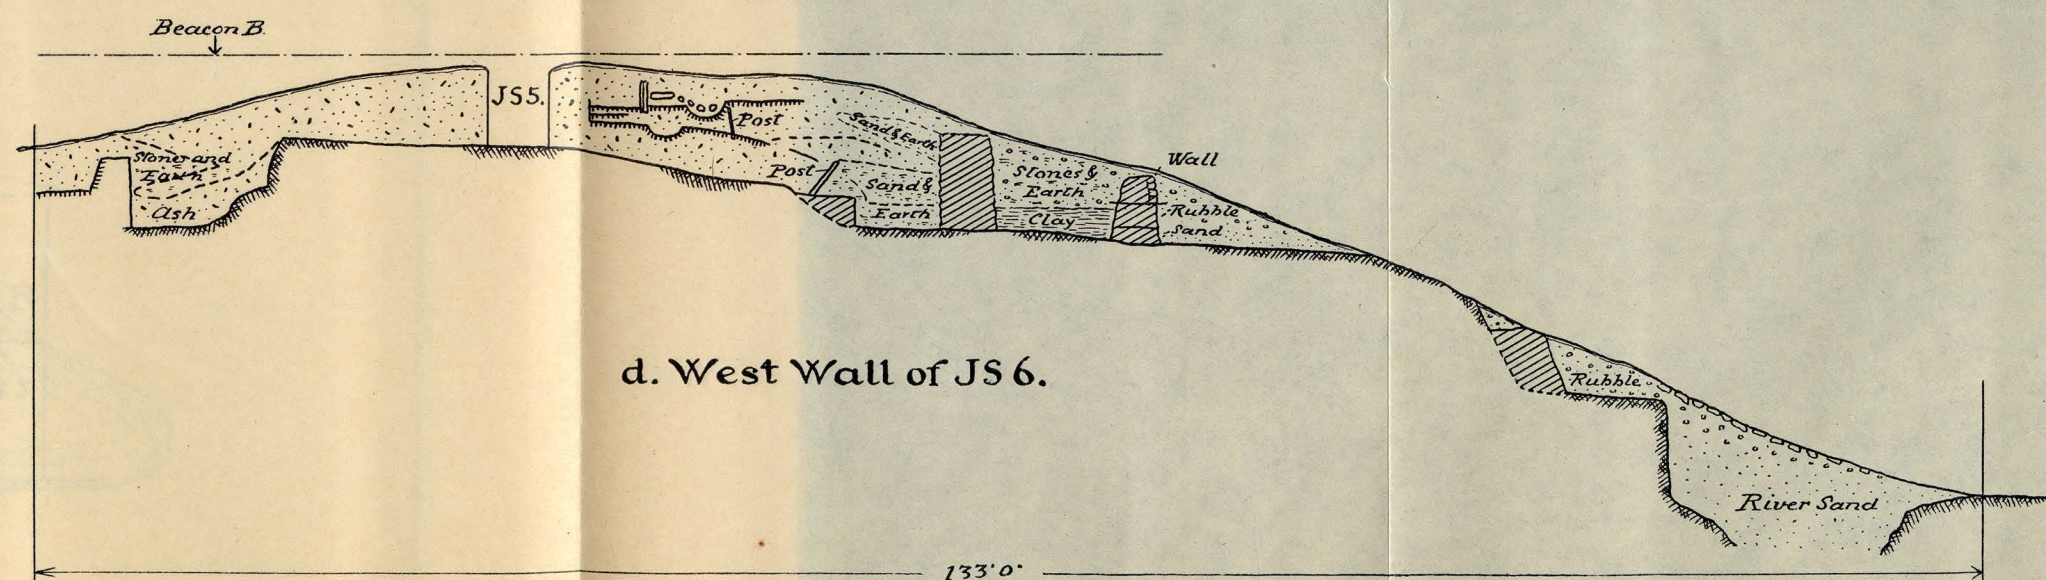 Beacon B.
JS5.
Post
Sand & Earth
Stones and
Earth
Ash
Post
Sand &
Earth
Stones &
Earth
Clay
Wall
Rubble
Sand
d. West Wall of JS 6.
Rubble
River Sand
133' 0"